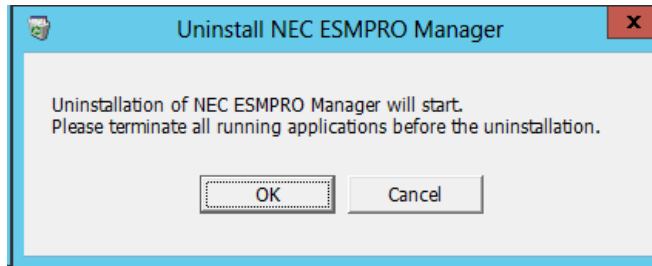 Uninstall NEC ESMPRO Manager
x
Uninstallation of NEC ESMPRO Manager will start.
Please terminate all running applications before the uninstallation.
OK Cancel